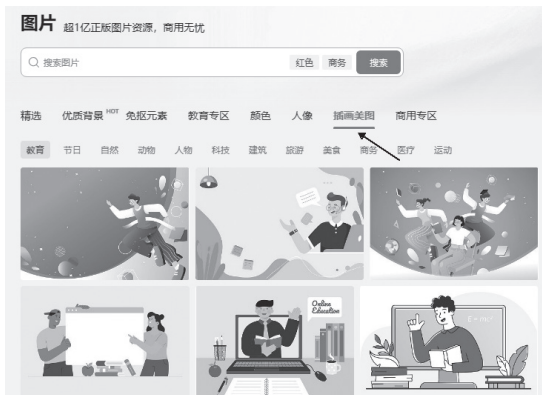 图片 超1亿正版图片资源，商用无忧
搜索图片 红色 商务 搜索
精选 优质背景 HOT 免抠元素 教育专区 颜色 人像 插画美图 商用专区
教育 节日 自然 动物 人物 科技 建筑 旅游 美食 商务 医疗 运动
Online
Education